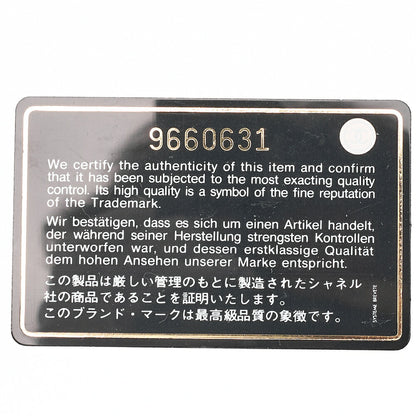 9660631
We certify the authenticity of this item and confirm
that it has been subjected to the most exacting quality
control. Its high quality is a symbol of the fine reputation
of the Trademark.
Wir bestätigen, dass es sich um einen Artikel handelt,
der während seiner Herstellung strengsten Kontrollen
unterworfen war, und dessen erstklassige Qualität
dem hohen Ansehen unserer Marke entspricht.
この製品は厳しい管理のもとに製造されたシャネル
社の商品であることを証明いたします。
このブランド・マークは最高級品質の象徴です。
SYSTEME BREVETE